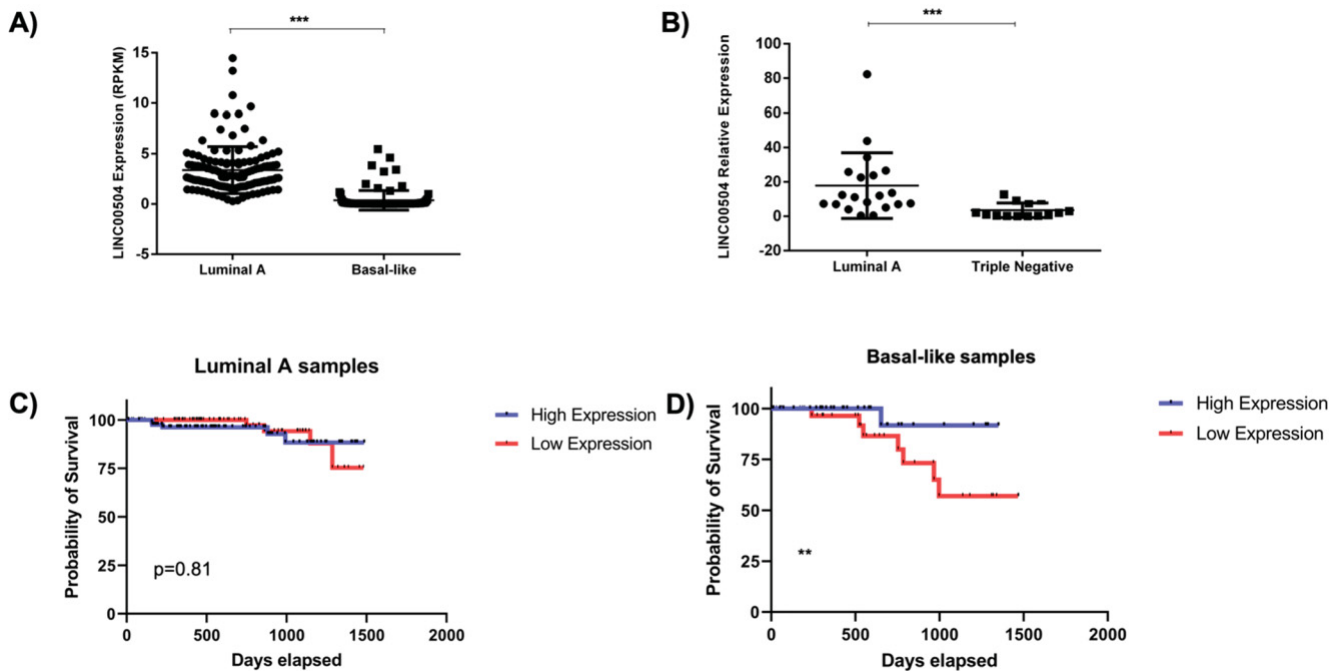 A)
***
LINC00504 Expression (RPKM)
15
10
5
0
-5
Luminal A
Basal-like
B)
***
LINC00504 Relative Expression
100
80
60
40
20
0
-20
Luminal A
Triple Negative
C)
Luminal A samples
Probability of Survival
100
75
50
25
0
p=0.81
0
500
1000
1500
2000
Days elapsed
High Expression
Low Expression
D)
Basal-like samples
Probability of Survival
100
75
50
25
0
**
0
500
1000
1500
2000
Days elapsed
High Expression
Low Expression